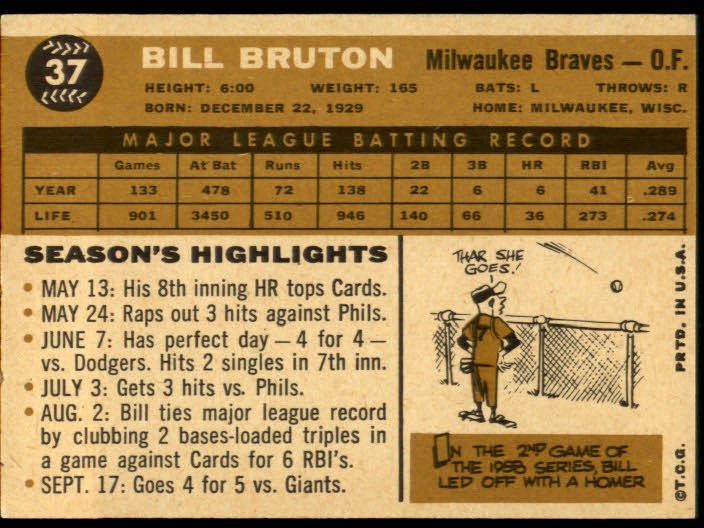 37
BILL BRUTON Milwaukee Braves — O.F.
HEIGHT: 6:00 WEIGHT: 165 BATS: L THROWS: R
BORN: DECEMBER 22, 1929 HOME: MILWAUKEE, WISC.
MAJOR LEAGUE BATTING RECORD
Games At Bat Runs Hits 2B 3B HR RBI Avg
YEAR 133 478 72 138 22 6 6 41 .289
LIFE 901 3450 510 946 140 66 36 273 .274
SEASON'S HIGHLIGHTS
• MAY 13: His 8th inning HR tops Cards.
• MAY 24: Raps out 3 hits against Phils.
• JUNE 7: Has perfect day — 4 for 4 —
vs. Dodgers. Hits 2 singles in 7th inn.
• JULY 3: Gets 3 hits vs. Phils.
• AUG. 2: Bill ties major league record
by clubbing 2 bases-loaded triples in
a game against Cards for 6 RBI's.
• SEPT. 17: Goes 4 for 5 vs. Giants.
THAR SHE
GOES!
7
IN THE 2ND GAME OF
THE 1958 SERIES, BILL
LED OFF WITH A HOMER
©T.C.G. PRTD. IN U.S.A.